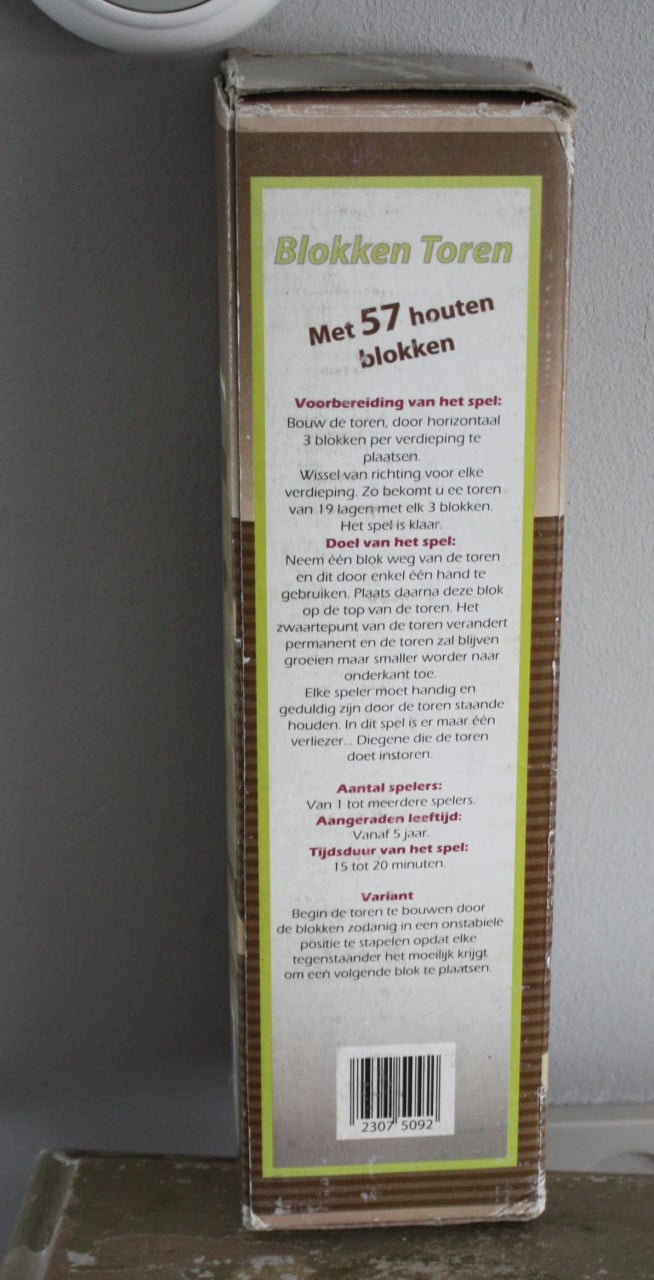 Blokken Toren
Met 57 houten
blokken
Voorbereiding van het spel:
Bouw de toren, door horizontaal
3 blokken per verdieping te
plaatsen.
Wissel van richting voor elke
verdieping. Zo bekomt u ee toren
van 19 lagen met elk 3 blokken.
Het spel is klaar.
Doel van het spel:
Neem één blok weg van de toren
en dit door enkel één hand te
gebruiken. Plaats daarna deze blok
op de top van de toren. Het
zwaartepunt van de toren verandert
permanent en de toren zal blijven
groeien maar smaller worder naar
onderkant toe.
Elke speler moet handig en
geduldig zijn door de toren staande
houden. In dit spel is er maar één
verliezer... Diegene die de toren
doet instoren.
Aantal spelers:
Van 1 tot meerdere spelers.
Aangeraden leeftijd:
Vanaf 5 jaar.
Tijdsduur van het spel:
15 tot 20 minuten.
Variant
Begin de toren te bouwen door
de blokken zodanig in een onstabiele
positie te stapelen opdat elke
tegenstaander het moeilijk krijgt
om een volgende blok te plaatsen.
2307 5092